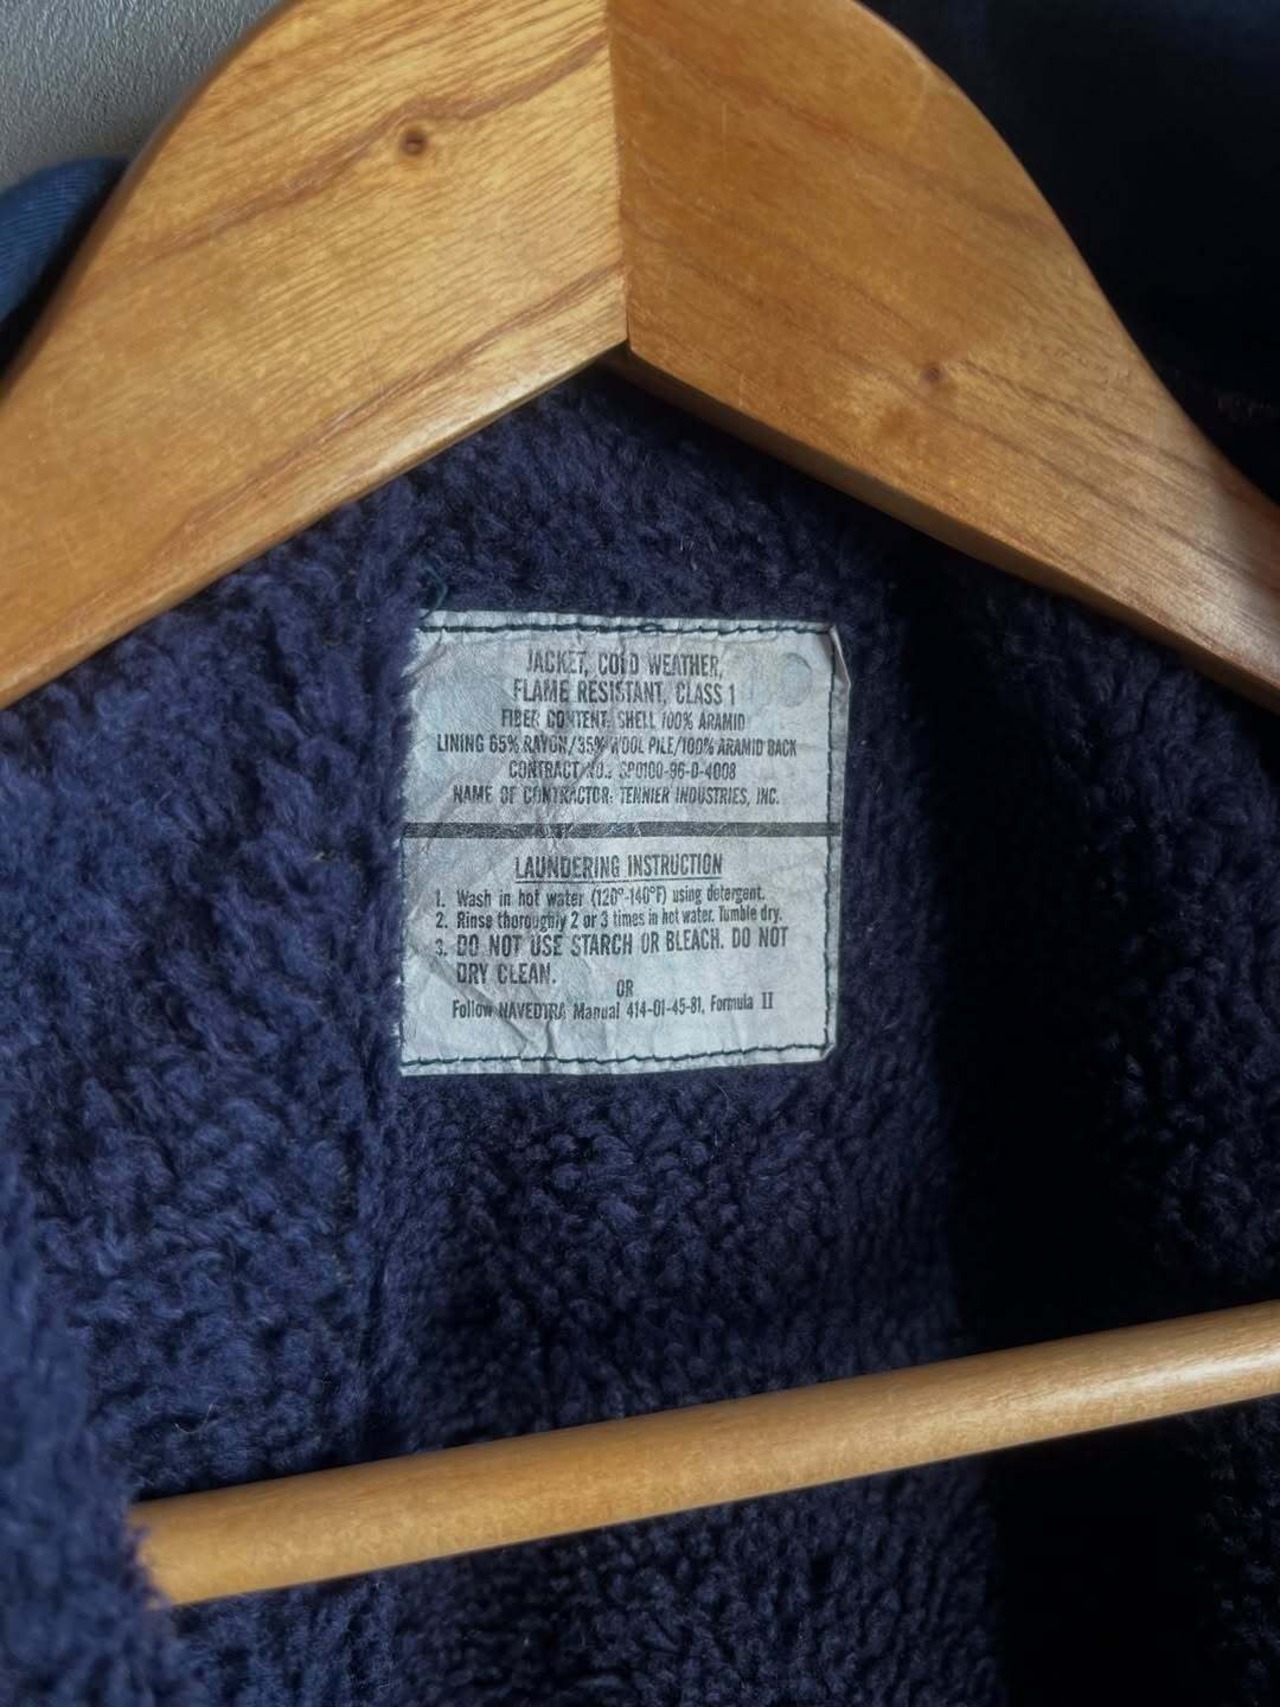 JACKET, COLD WEATHER,
FLAME RESISTANT, CLASS 1
FIBER CONTENT: SHELL 100% ARAMID
LINING 65% RAYON/35% WOOL PILE/100% ARAMID BACK
CONTRACT NO.: SP0100-96-D-4008
NAME OF CONTRACTOR: TENNIER INDUSTRIES, INC.
LAUNDERING INSTRUCTION
1. Wash in hot water (120°-140°F) using detergent.
2. Rinse thoroughly 2 or 3 times in hot water. Tumble dry.
3. DO NOT USE STARCH OR BLEACH. DO NOT
DRY CLEAN.
OR
Follow NAVEDTRA Manual 414-01-45-81, Formula II